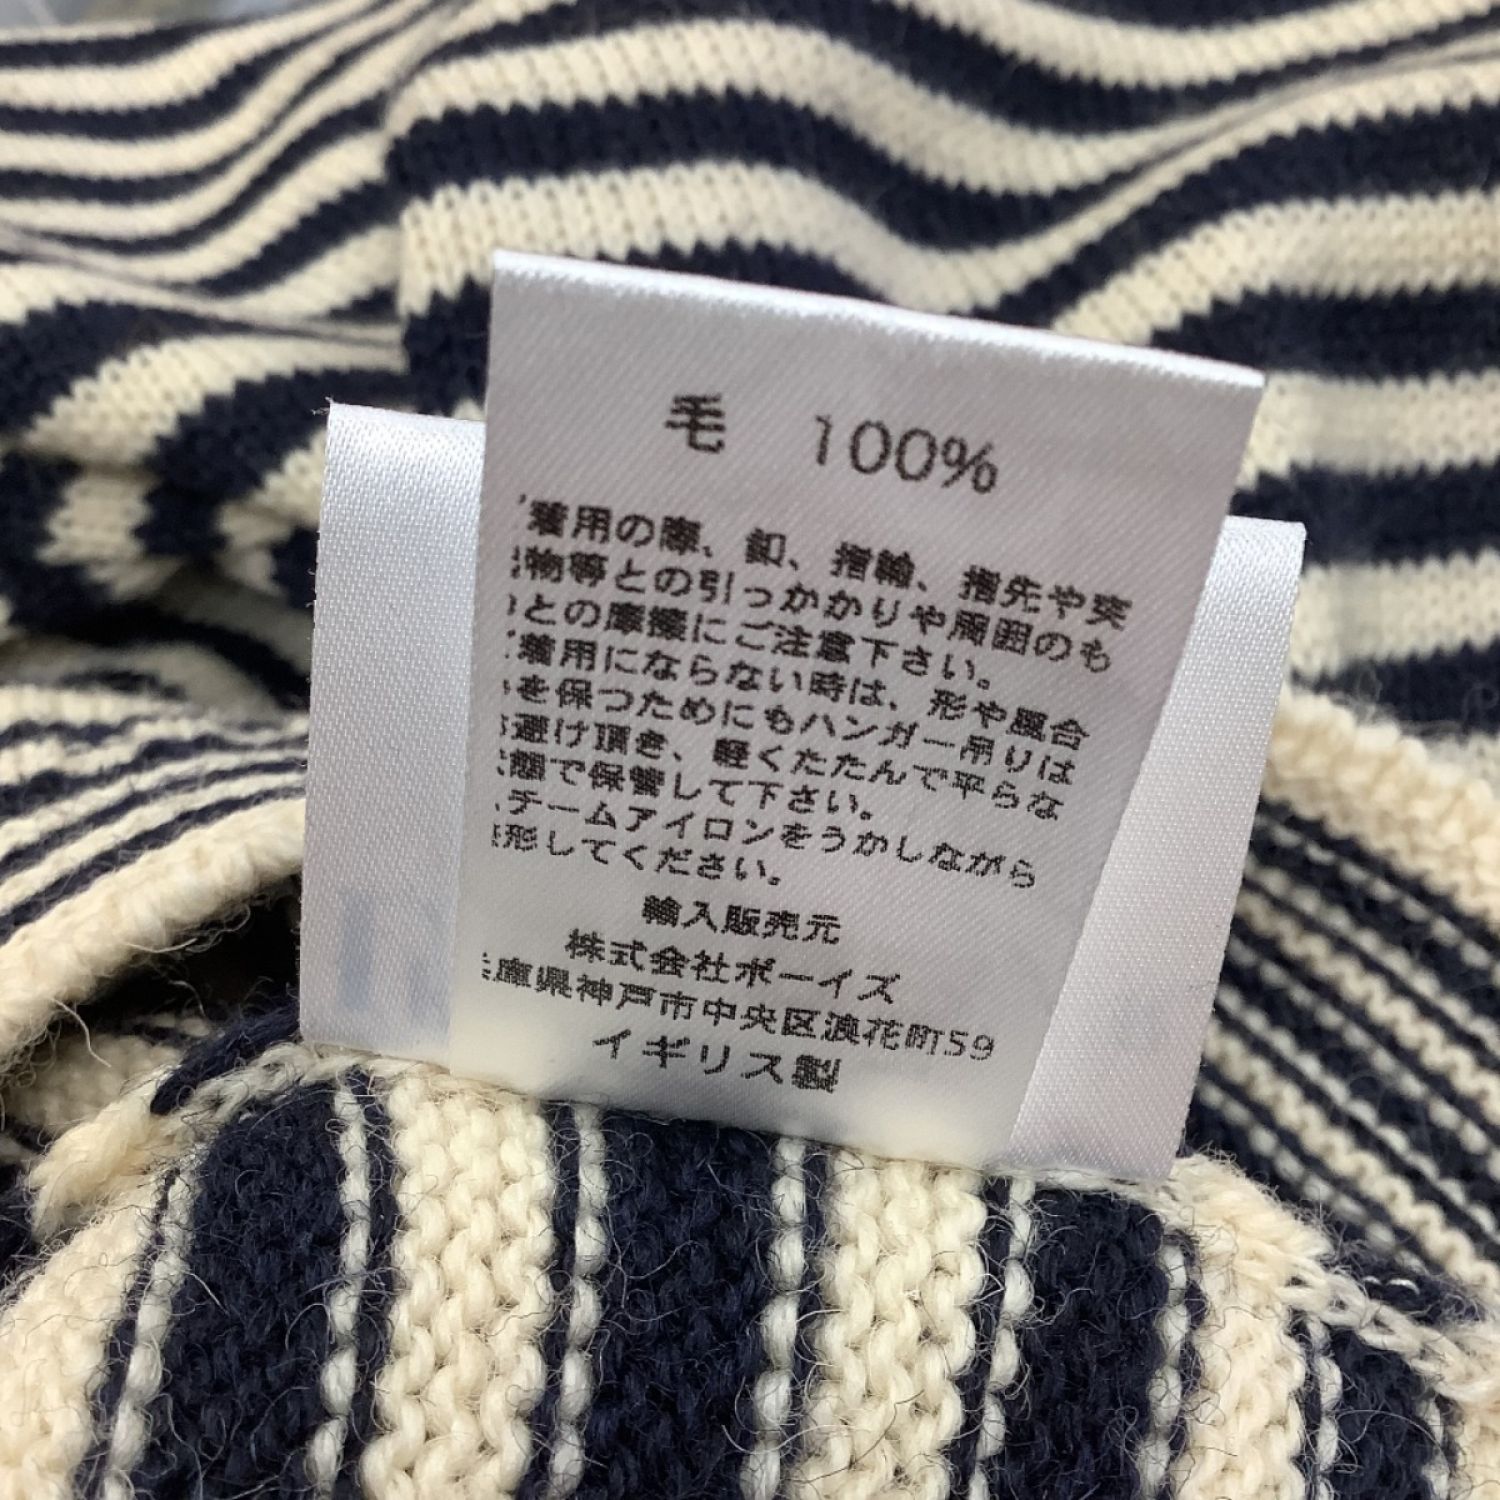 毛 100%
着用の際、釦、指輪、指先や突
物等との引っかかりや周囲のも
との摩擦にご注意下さい。
着用にならない時は、形や風合
を保つためにもハンガー吊りは
避け頂き、軽くたたんで平らな
態で保管して下さい。
チームアイロンをうかしながら
形してください。
輸入販売元
株式会社ボーイズ
庫県神戸市中央区浪花町59
イギリス製